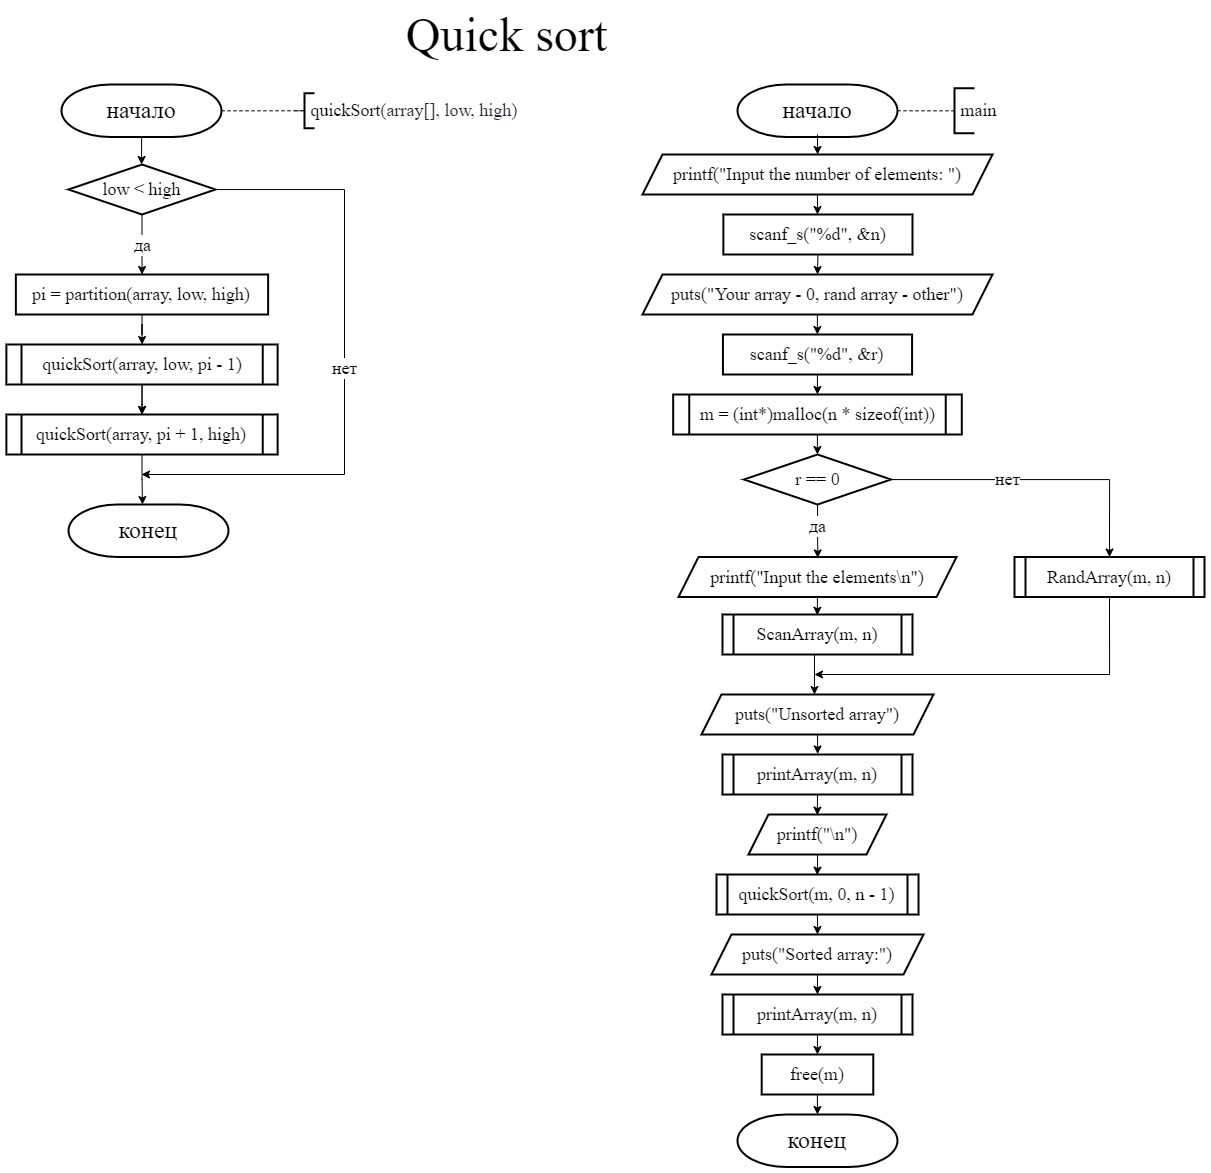 Quick sort
начало
quickSort(array[], low, high)
low < high
да
pi = partition(array, low, high)
quickSort(array, low, pi - 1)
нет
quickSort(array, pi + 1, high)
конец
начало
main
printf("Input the number of elements: ")
scanf_s("%d", &n)
puts("Your array - 0, rand array - other")
scanf_s("%d", &r)
m = (int*)malloc(n * sizeof(int))
r == 0
нет
да
printf("Input the elements\n")
RandArray(m, n)
ScanArray(m, n)
puts("Unsorted array")
printArray(m, n)
printf("\n")
quickSort(m, 0, n - 1)
puts("Sorted array:")
printArray(m, n)
free(m)
конец